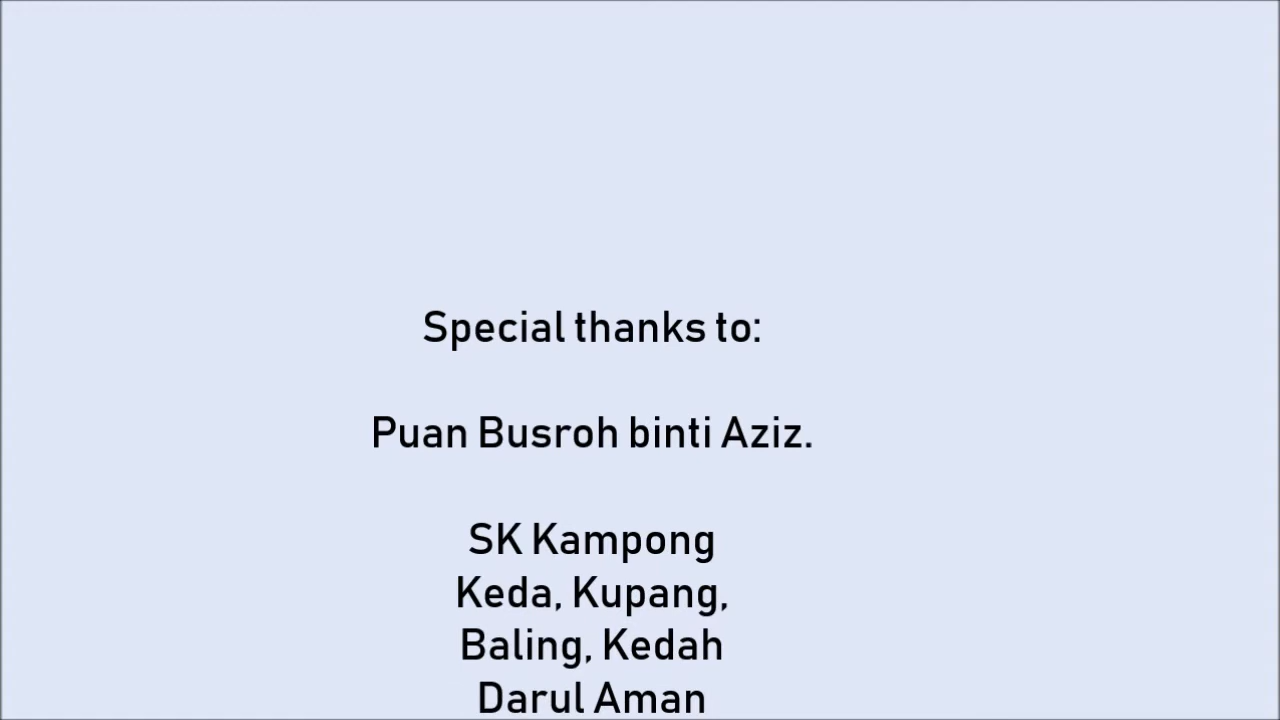 Special thanks to:
Puan Busroh binti Aziz.
SK Kampong
Keda, Kupang,
Baling, Kedah
Darul Aman